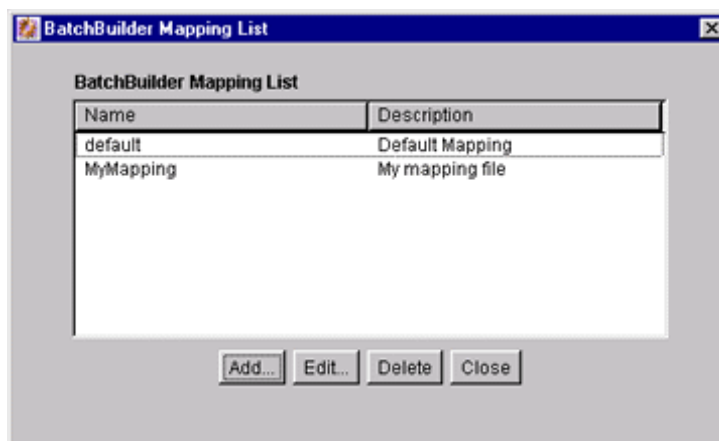 BatchBuilder Mapping List
BatchBuilder Mapping List
Name Description
default Default Mapping
MyMapping My mapping file
Add... Edit... Delete Close